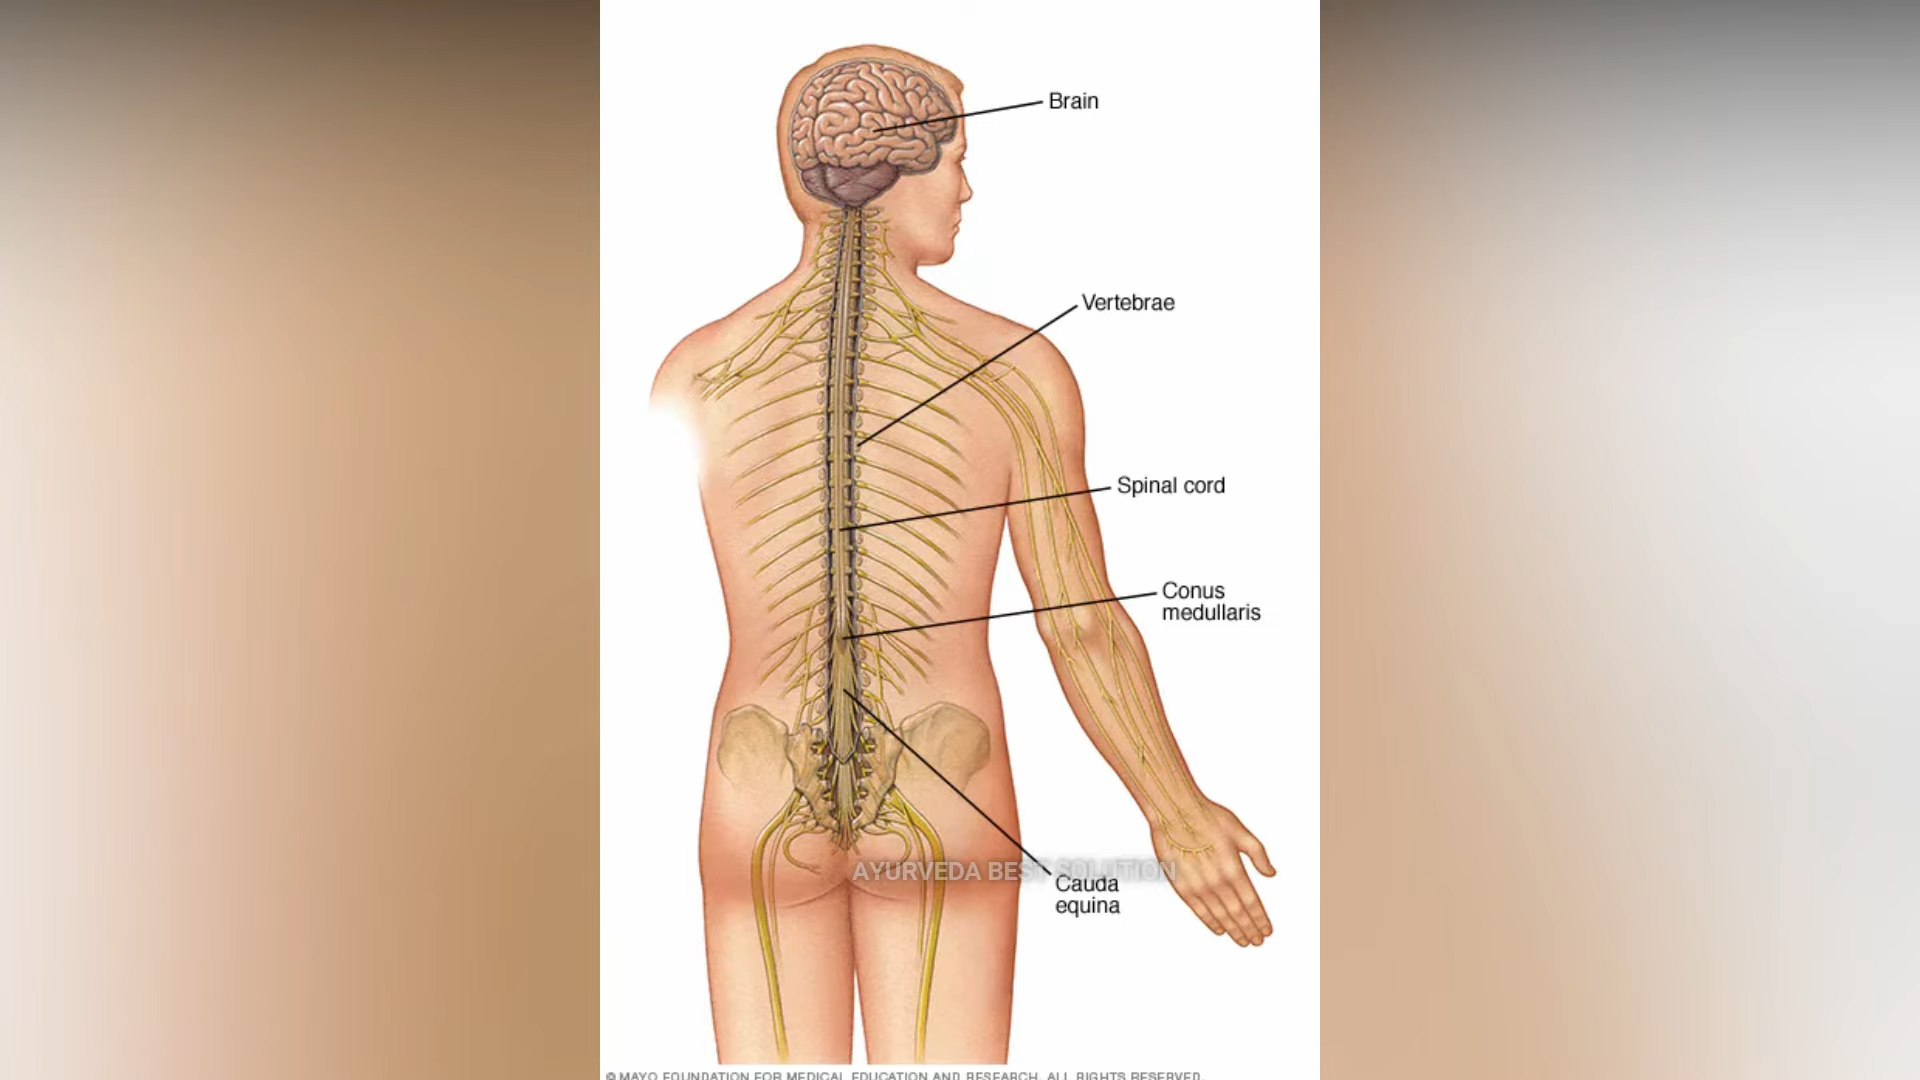 Brain
Vertebrae
Spinal cord
Conus
medullaris
AYURVEDA BEST SOLUTION
Cauda
equina
© MAYO FOUNDATION FOR MEDICAL EDUCATION AND RESEARCH. ALL RIGHTS RESERVED.